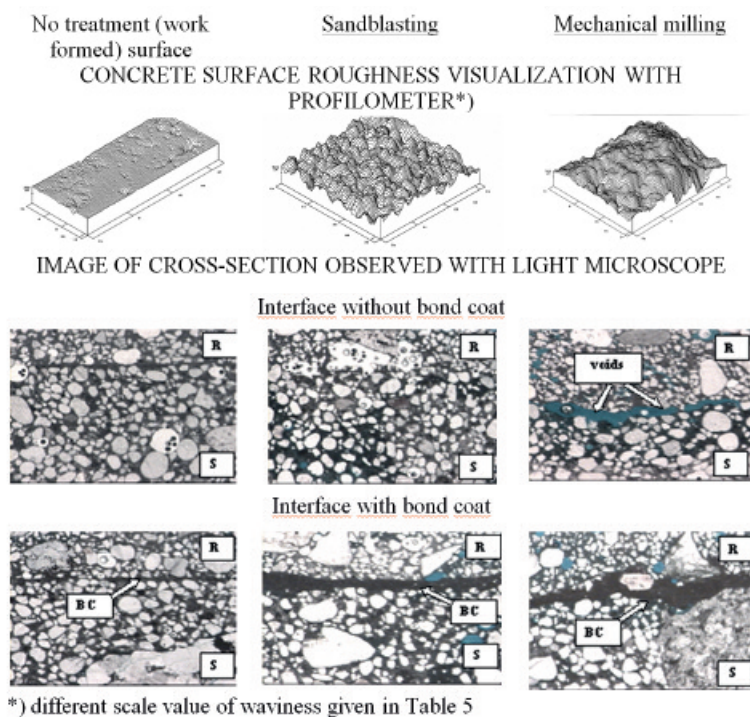 No treatment (work formed) surface
Sandblasting
Mechanical milling
CONCRETE SURFACE ROUGHNESS VISUALIZATION WITH
PROFILOMETER*)
IMAGE OF CROSS-SECTION OBSERVED WITH LIGHT MICROSCOPE
Interface without bond coat
R
S
R
S
R
voids
S
Interface with bond coat
R
BC
S
R
BC
S
R
BC
S
*) different scale value of waviness given in Table 5